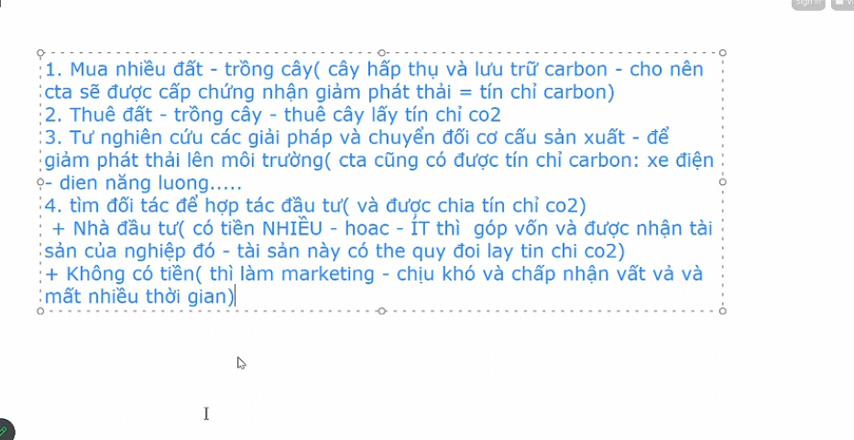 Sign in
1. Mua nhiều đất - trồng cây( cây hấp thụ và lưu trữ carbon - cho nên
cta sẽ được cấp chứng nhận giảm phát thải = tín chỉ carbon)
2. Thuê đất - trồng cây - thuê cây lấy tín chỉ co2
3. Tư nghiên cứu các giải pháp và chuyển đối cơ cấu sản xuất - để
giảm phát thải lên môi trường( cta cũng có được tín chỉ carbon: xe điện
- dien năng luong.....
4. tìm đối tác để hợp tác đầu tư( và được chia tín chỉ co2)
+ Nhà đầu tư( có tiền NHIỀU - hoac - ÍT thì góp vốn và được nhận tài
sản của nghiệp đó - tài sản này có the quy đoi lay tin chi co2)
+ Không có tiền( thì làm marketing - chịu khó và chấp nhận vất vả và
mất nhiều thời gian)